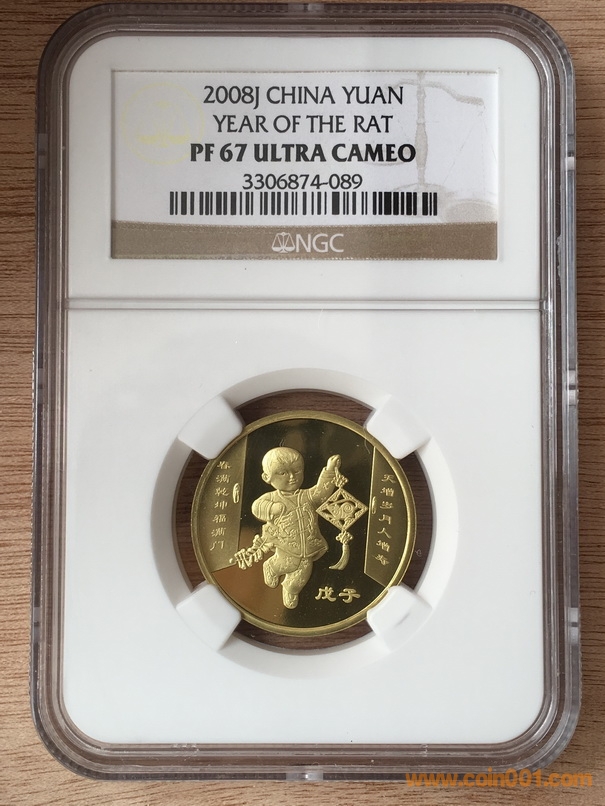 2008J CHINA YUAN
YEAR OF THE RAT
PF 67 ULTRA CAMEO
3306874-089
NGC
天增岁月人增寿
春满乾坤福满门
戊子
www.coin001.com